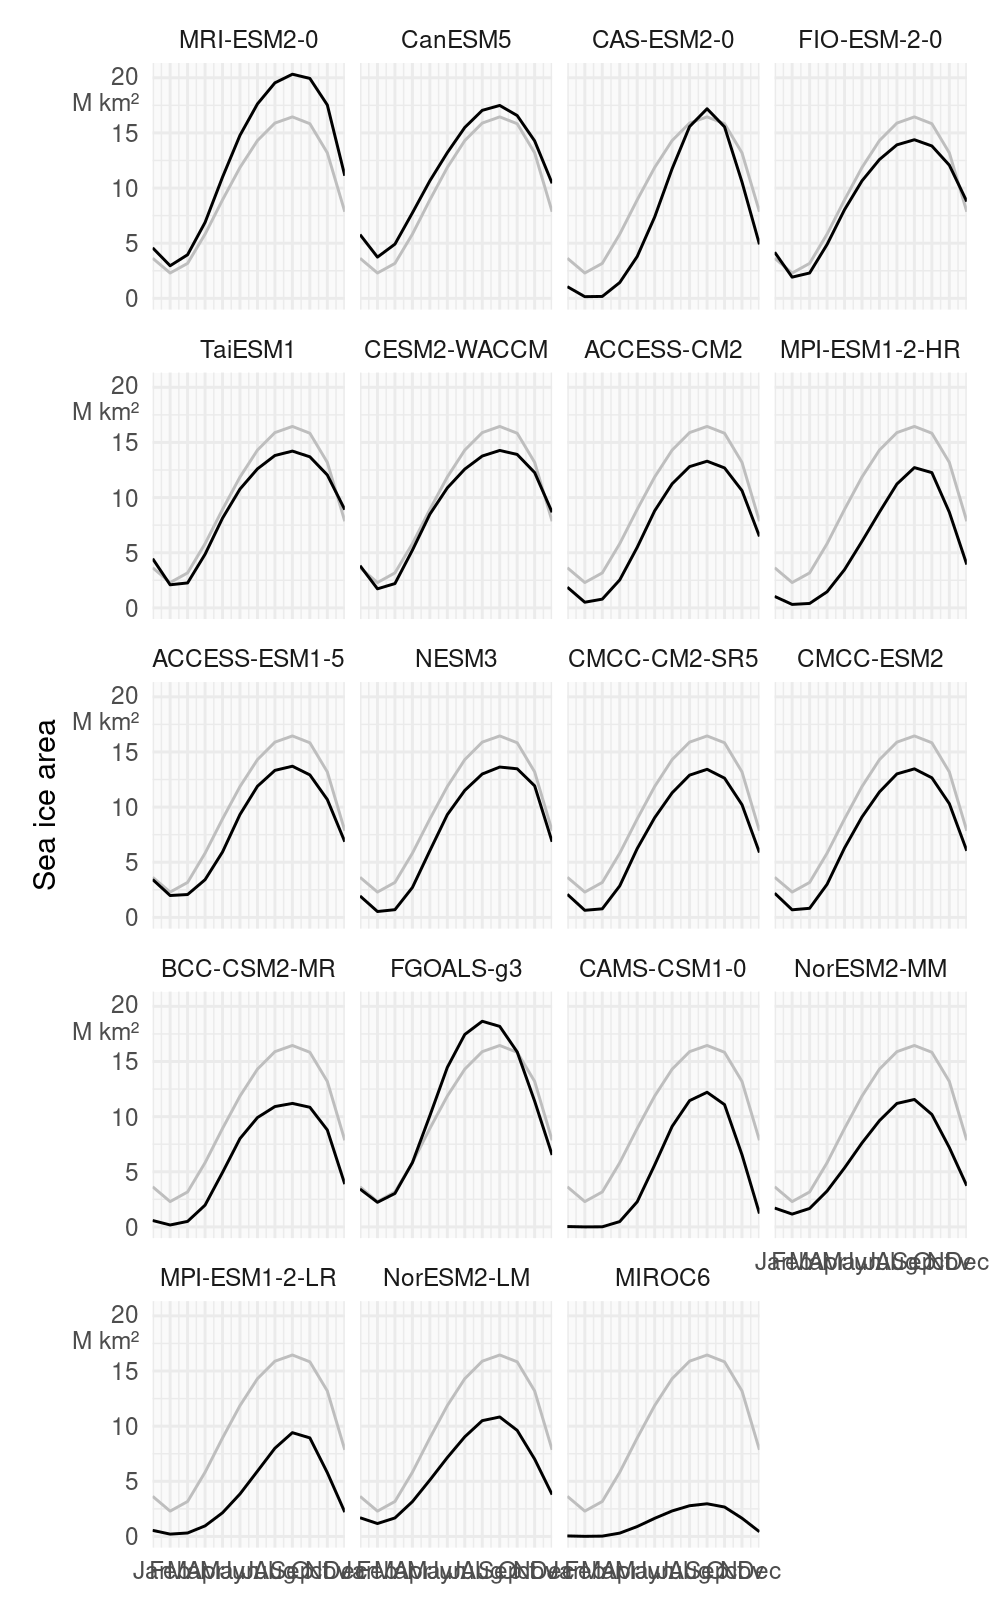 MRI-ESM2-0 CanESM5 CAS-ESM2-0 FIO-ESM-2-0
20
M km²
15
10
5
0
TaiESM1 CESM2-WACCM ACCESS-CM2 MPI-ESM1-2-HR
20
M km²
15
10
5
0
ACCESS-ESM1-5 NESM3 CMCC-CM2-SR5 CMCC-ESM2
20
M km²
15
10
5
0
Sea ice area
BCC-CSM2-MR FGOALS-g3 CAMS-CSM1-0 NorESM2-MM
20
M km²
15
10
5
0
MPI-ESM1-2-LR NorESM2-LM MIROC6
20
M km²
15
10
5
0